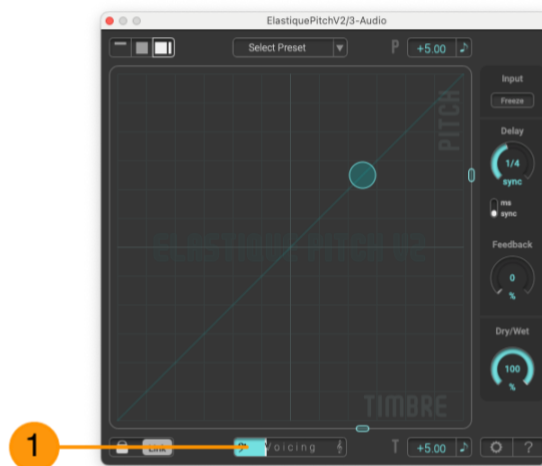 ElastiquePitchV2/3-Audio
Select Preset
P +5.00
Input
Freeze
PITCH
Delay
1/4
sync
ms
sync
ELASTIQUE PITCH V2
Feedback
0
%
Dry/Wet
100
%
TIMBRE
1
Link
Voicing
T +5.00
?